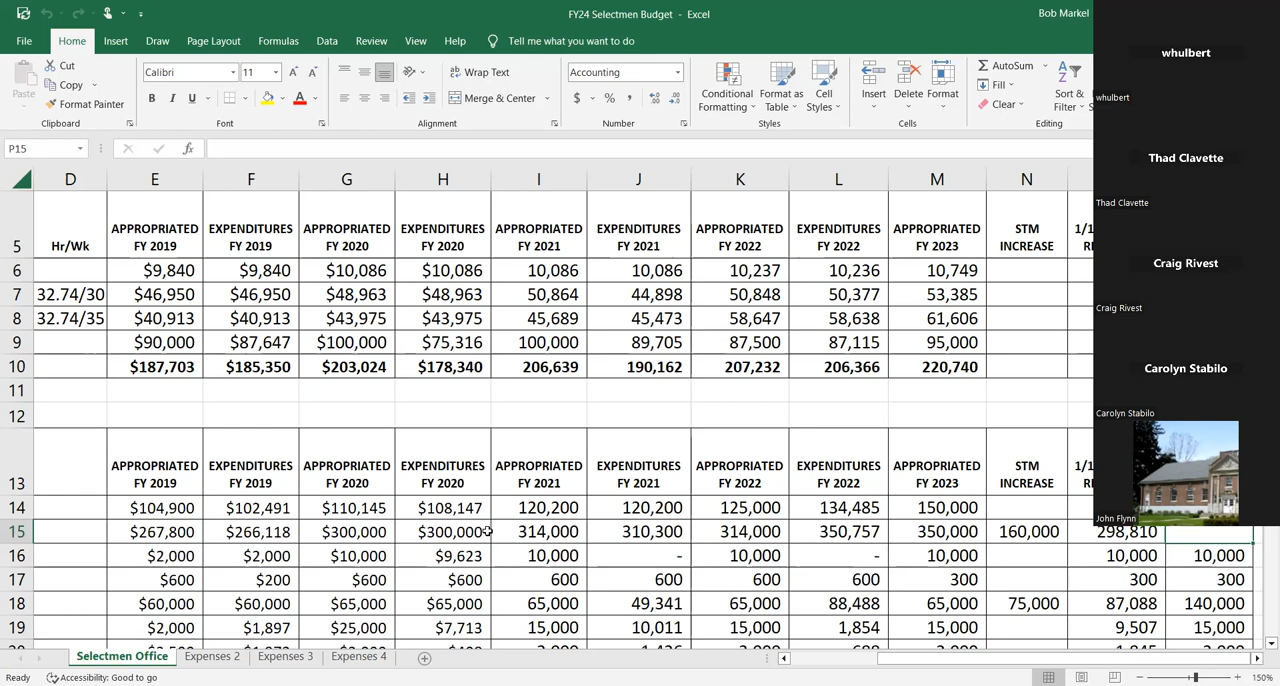 FY24 Selectmen Budget - Excel
Bob Markel
File Home Insert Draw Page Layout Formulas Data Review View Help Tell me what you want to do
Paste
Cut
Copy
Format Painter
Clipboard
Calibri 11
B I U
Font
Wrap Text
Merge & Center
Alignment
Accounting
$ %
Number
Conditional Formatting
Format as Table
Cell Styles
Styles
Insert Delete Format
Cells
AutoSum
Fill
Clear
Sort & Filter
Editing
P15 fx
D E F G H I J K L M N
5 Hr/Wk APPROPRIATED FY 2019 EXPENDITURES FY 2019 APPROPRIATED FY 2020 EXPENDITURES FY 2020 APPROPRIATED FY 2021 EXPENDITURES FY 2021 APPROPRIATED FY 2022 EXPENDITURES FY 2022 APPROPRIATED FY 2023 STM INCREASE
6 $9,840 $9,840 $10,086 $10,086 10,086 10,086 10,237 10,236 10,749
7 32.74/30 $46,950 $46,950 $48,963 $48,963 50,864 44,898 50,848 50,377 53,385
8 32.74/35 $40,913 $40,913 $43,975 $43,975 45,689 45,473 58,647 58,638 61,606
9 $90,000 $87,647 $100,000 $75,316 100,000 89,705 87,500 87,115 95,000
10 $187,703 $185,350 $203,024 $178,340 206,639 190,162 207,232 206,366 220,740
11
12
13 APPROPRIATED FY 2019 EXPENDITURES FY 2019 APPROPRIATED FY 2020 EXPENDITURES FY 2020 APPROPRIATED FY 2021 EXPENDITURES FY 2021 APPROPRIATED FY 2022 EXPENDITURES FY 2022 APPROPRIATED FY 2023 STM INCREASE
14 $104,900 $102,491 $110,145 $108,147 120,200 120,200 125,000 134,485 150,000
15 $267,800 $266,118 $300,000 $300,000 314,000 310,300 314,000 350,757 350,000 160,000 298,810
16 $2,000 $2,000 $10,000 $9,623 10,000 - 10,000 - 10,000 10,000 10,000
17 $600 $200 $600 $600 600 600 600 600 300 300 300
18 $60,000 $60,000 $65,000 $65,000 65,000 49,341 65,000 88,488 65,000 75,000 87,088 140,000
19 $2,000 $1,897 $25,000 $7,713 15,000 10,011 15,000 1,854 15,000 9,507 15,000
Selectmen Office Expenses 2 Expenses 3 Expenses 4
Ready Accessibility: Good to go 150%
whulbert
whulbert
Thad Clavette
Thad Clavette
Craig Rivest
Craig Rivest
Carolyn Stabilo
Carolyn Stabilo
John Flynn